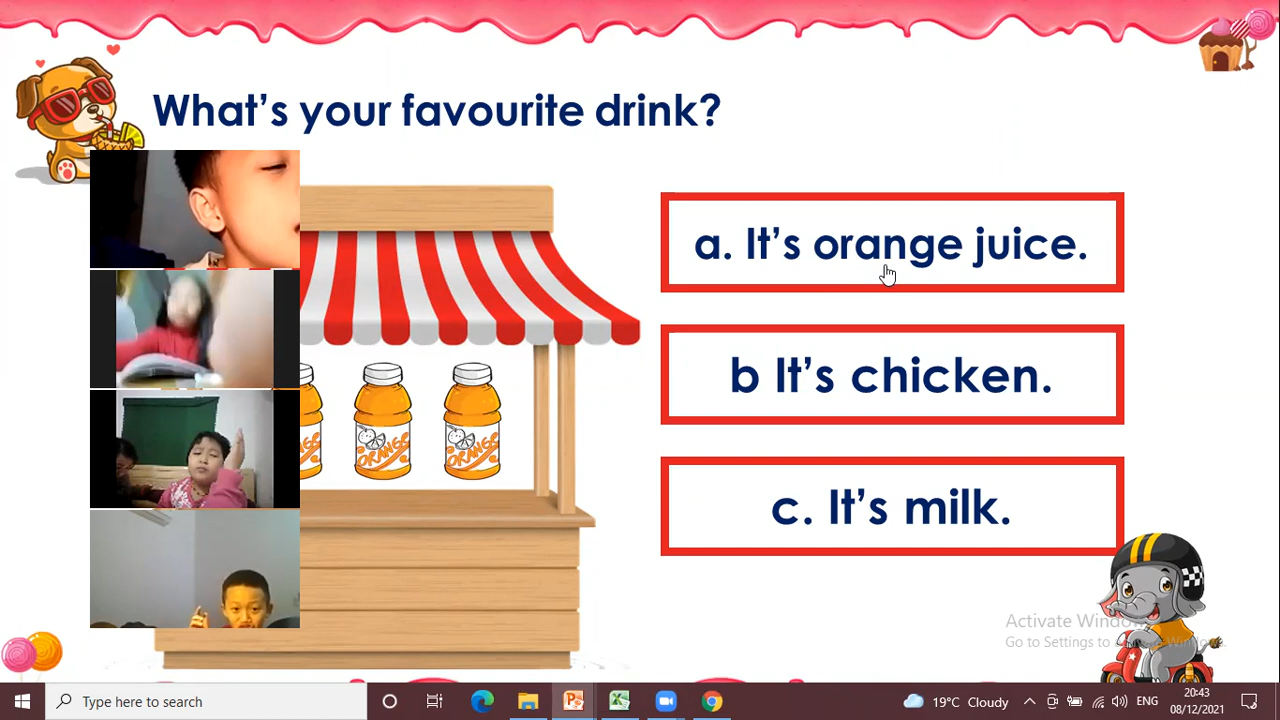 What's your favourite drink?
a. It's orange juice.
b It's chicken.
c. It's milk.
ORANGE
ORANGE
Activate Windows
Go to Settings to
Type here to search
19°C Cloudy
ENG
20:43
08/12/2021